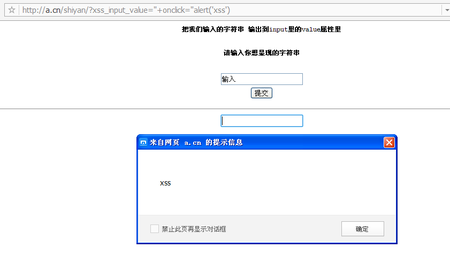 http://a.cn/shiyan/?xss_input_value="+onclick="alert('xss')
把我们输入的字符串 输出到input里的value属性里
请输入你想显现的字符串
输入
提交
来自网页 a.cn 的提示信息
xss
禁止此页再显示对话框
确定